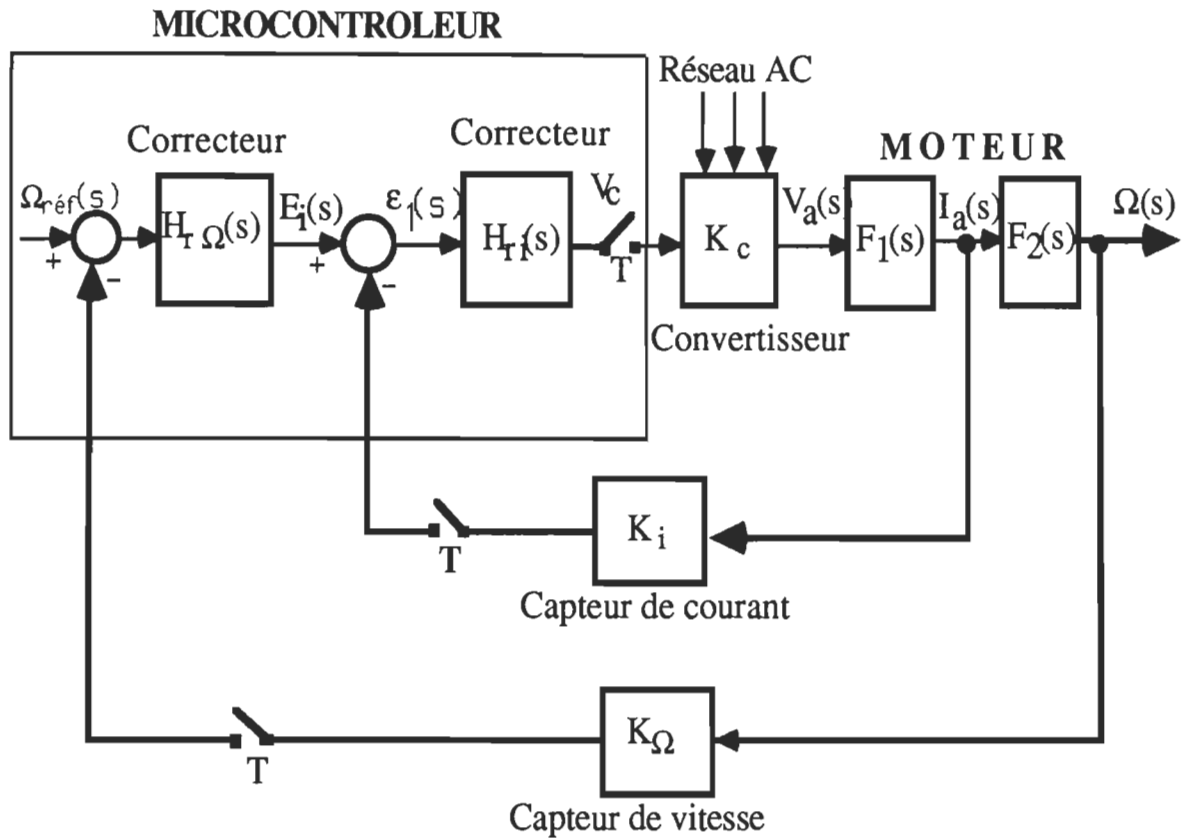 MICROCONTROLEUR
Réseau AC
Correcteur
Correcteur
MOTEUR
Ωréf(s)
+
-
Hr Ω(s)
Ei(s)
+
-
ε1(s)
Hri(s)
Vc
T
Kc
Va(s)
F1(s)
Ia(s)
F2(s)
Ω(s)
Convertisseur
T
Ki
Capteur de courant
T
KΩ
Capteur de vitesse